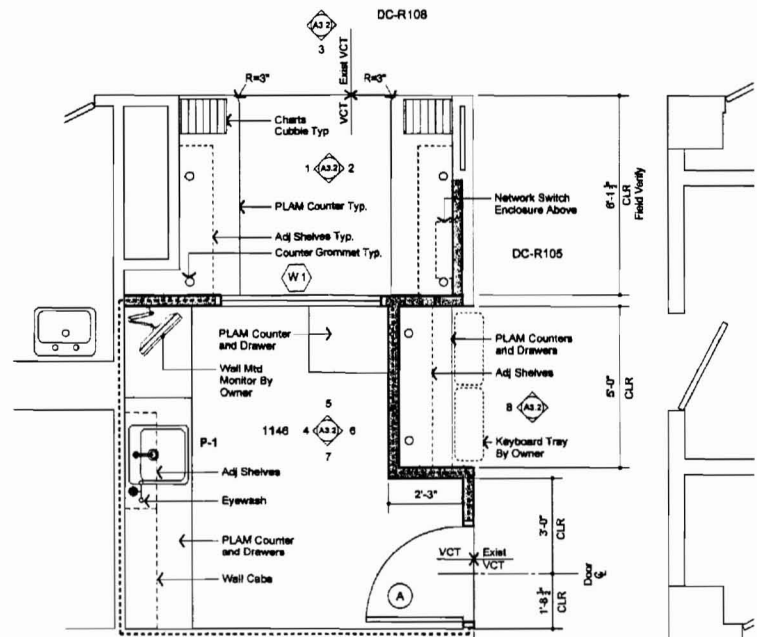 DC-R108
A3.2
3
Exist VCT
VCT
R=3"
R=3"
Charts
Cubbie Typ
1 A3.2 2
PLAM Counter Typ.
Adj Shelves Typ.
Counter Grommet Typ.
W 1
Network Switch
Enclosure Above
DC-R105
6'-1 1/2"
CLR
Field Verify
PLAM Counter
and Drawer
Wall Mtd
Monitor By
Owner
PLAM Counters
and Drawers
Adj Shelves
5'-0"
CLR
5
1146 4 A3.2 6
7
8 A3.2
P-1
Keyboard Tray
By Owner
Adj Shelves
Eyewash
2'-3"
PLAM Counter
and Drawers
Wall Cabs
3'-0"
CLR
VCT Exist
VCT
Door
A
1'-8 1/2"
CLR